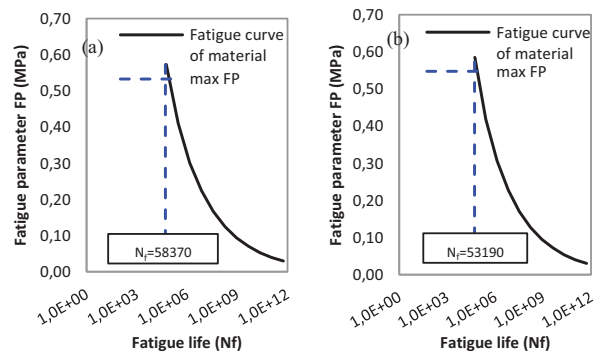 (a)
Fatigue parameter FP (MPa)
0,70
0,60
0,50
0,40
0,30
0,20
0,10
0,00
Fatigue curve
of material
max FP
Nf=58370
1,0E+00
1,0E+03
1,0E+06
1,0E+09
1,0E+12
Fatigue life (Nf)
(b)
Fatigue parameter FP (MPa)
0,70
0,60
0,50
0,40
0,30
0,20
0,10
0,00
Fatigue curve
of material
max FP
Nf=53190
1,0E+00
1,0E+03
1,0E+06
1,0E+09
1,0E+12
Fatigue life (Nf)